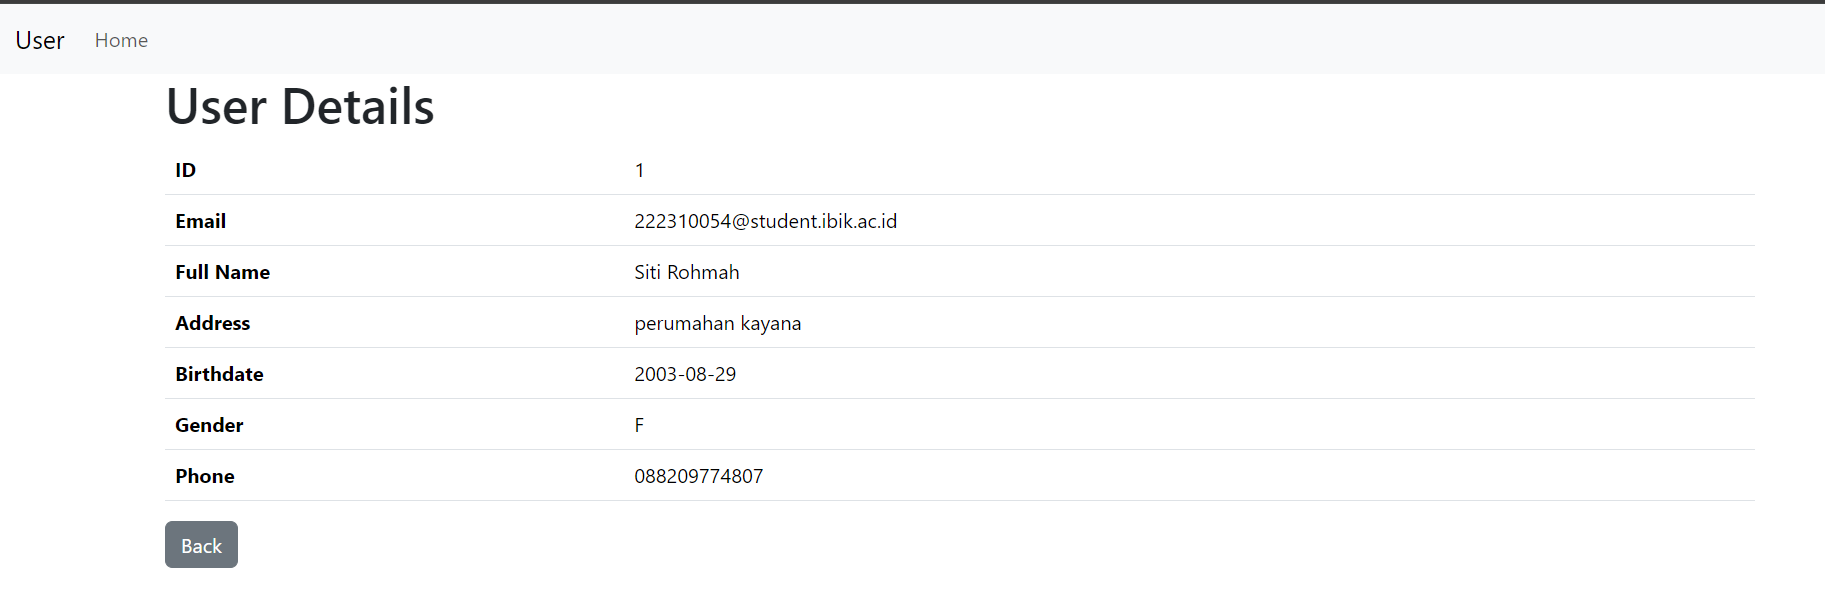 User Home
User Details
ID 1
Email 222310054@student.ibik.ac.id
Full Name Siti Rohmah
Address perumahan kayana
Birthdate 2003-08-29
Gender F
Phone 088209774807
Back